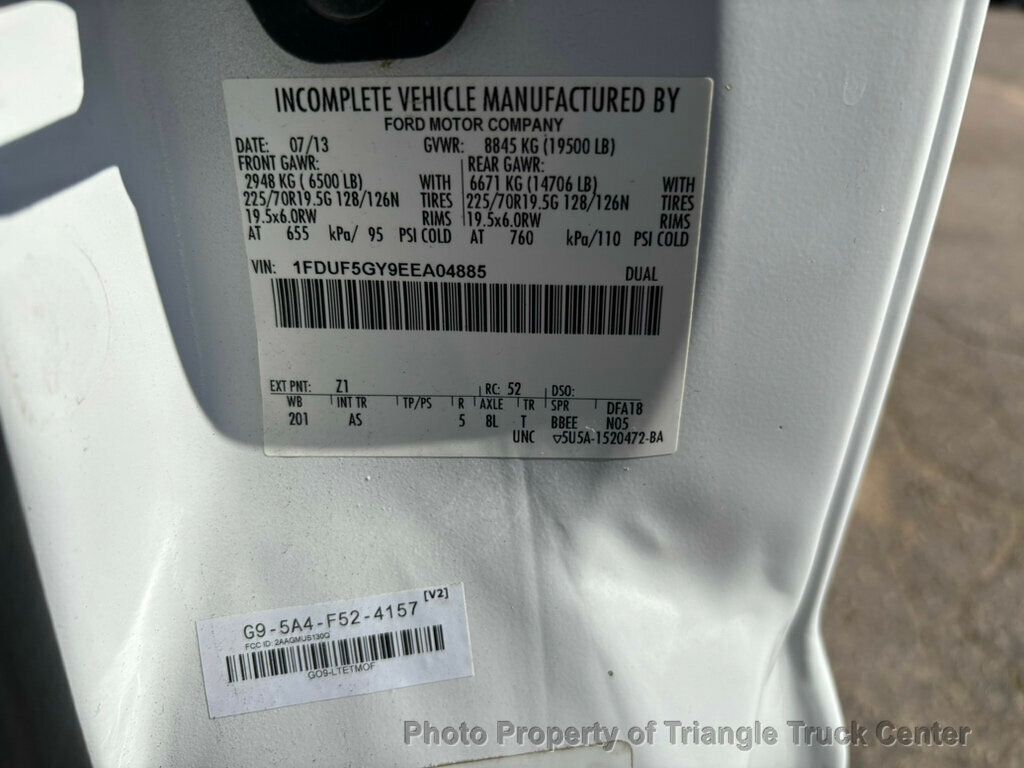 INCOMPLETE VEHICLE MANUFACTURED BY
FORD MOTOR COMPANY
DATE: 07/13 GVWR: 8845 KG (19500 LB)
FRONT GAWR: REAR GAWR:
2948 KG ( 6500 LB) WITH 6671 KG (14706 LB) WITH
225/70R19.5G 128/126N TIRES 225/70R19.5G 128/126N TIRES
19.5x6.0RW RIMS 19.5x6.0RW RIMS
AT 655 kPa/ 95 PSI COLD AT 760 kPa/110 PSI COLD
VIN: 1FDUF5GY9EEA04885 DUAL
EXT PNT: Z1 RC: 52 DSO:
WB INT TR TP/PS R AXLE TR SPR DFA18
201 AS 5 8L T BBEE N05
UNC 5U5A-1520472-BA
G9-5A4-F52-4157 [V2]
FCC ID: 2AAGMUS130Q
GO9-LTETMOF
Photo Property of Triangle Truck Center